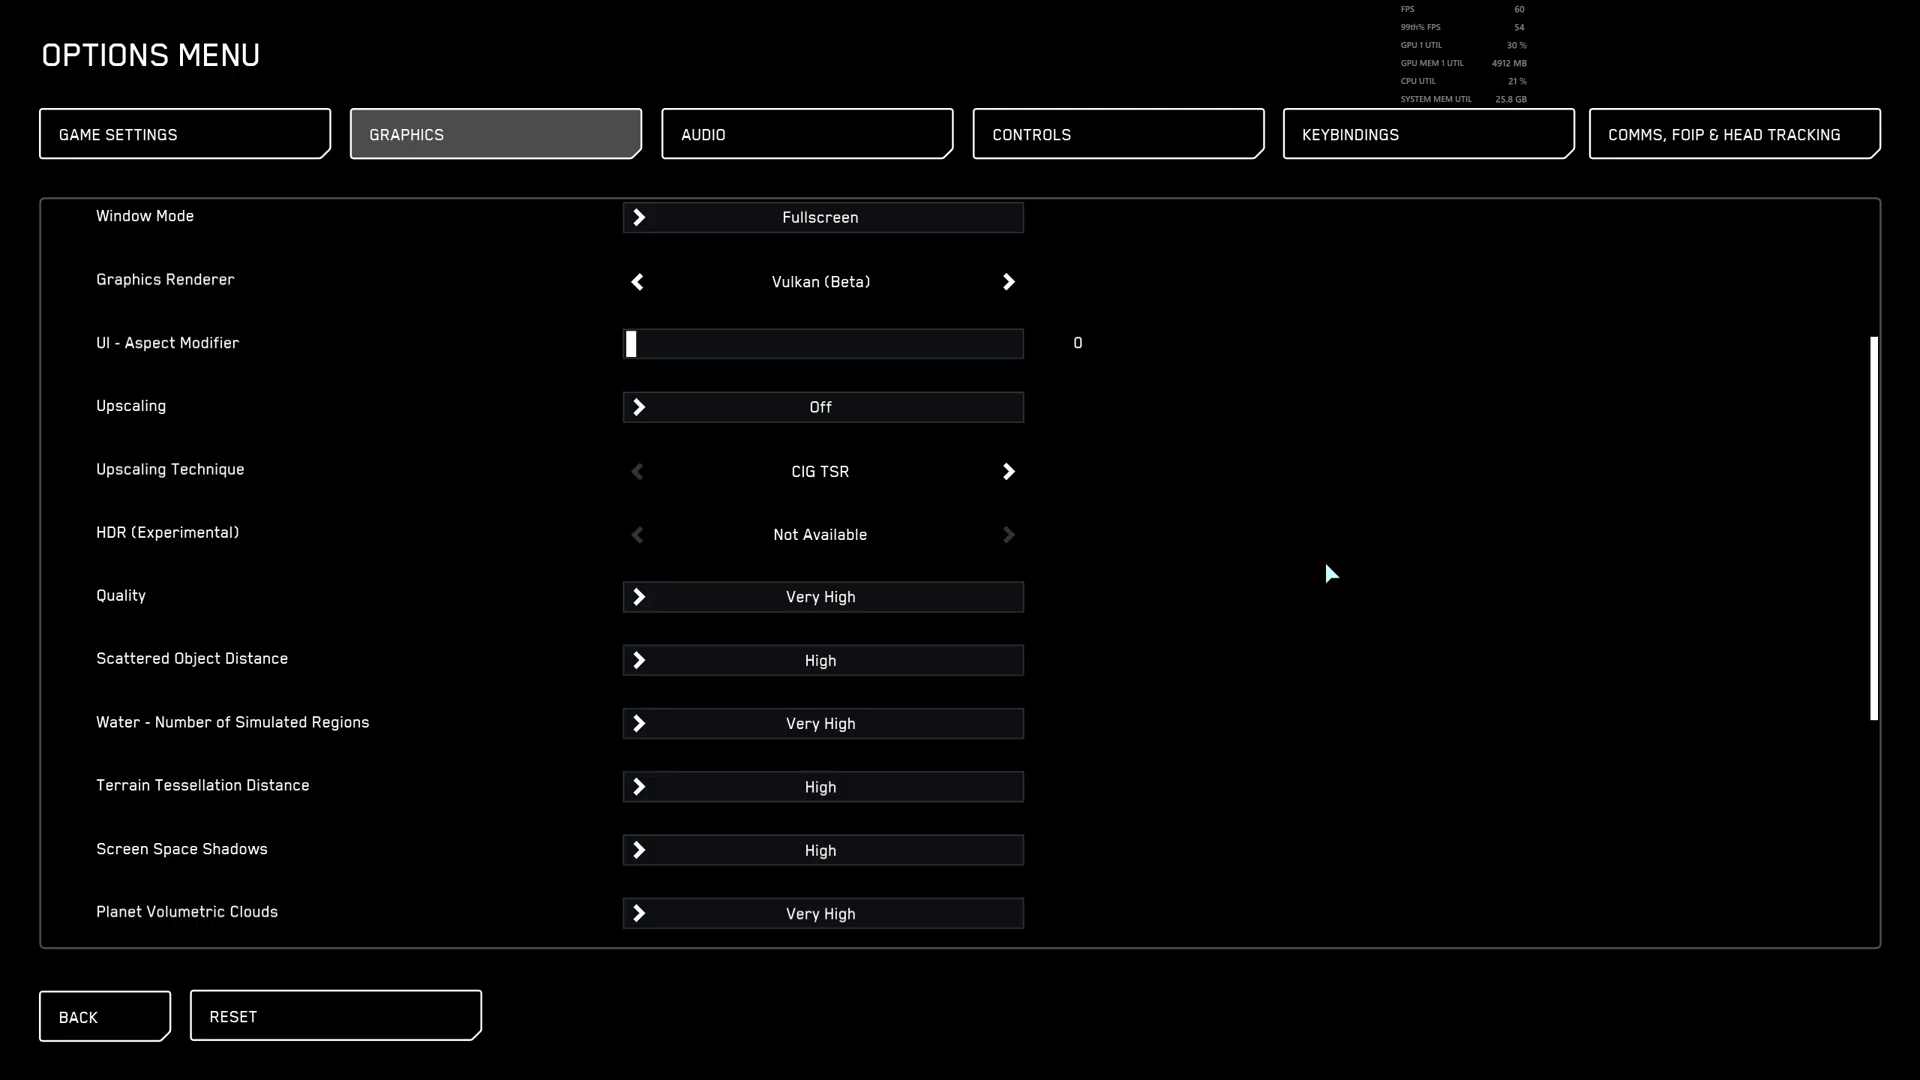 FPS 60
99th% FPS 54
GPU 1 UTIL 30 %
GPU MEM 1 UTIL 4912 MB
CPU UTIL 21 %
SYSTEM MEM UTIL 25.8 GB
OPTIONS MENU
GAME SETTINGS
GRAPHICS
AUDIO
CONTROLS
KEYBINDINGS
COMMS, FOIP & HEAD TRACKING
Window Mode Fullscreen
Graphics Renderer Vulkan (Beta)
UI - Aspect Modifier 0
Upscaling Off
Upscaling Technique CIG TSR
HDR (Experimental) Not Available
Quality Very High
Scattered Object Distance High
Water - Number of Simulated Regions Very High
Terrain Tessellation Distance High
Screen Space Shadows High
Planet Volumetric Clouds Very High
BACK
RESET